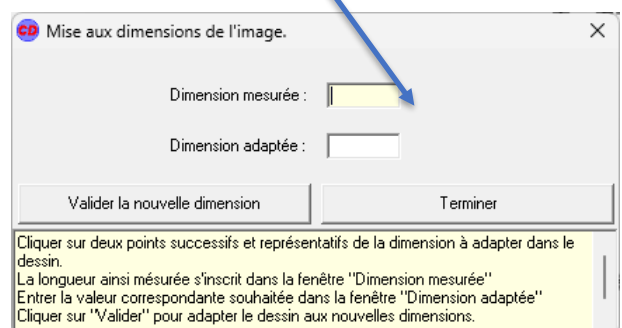 CD Mise aux dimensions de l'image.
Dimension mesurée :
Dimension adaptée :
Valider la nouvelle dimension Terminer
Cliquer sur deux points successifs et représentatifs de la dimension à adapter dans le
dessin.
La longueur ainsi mésurée s'inscrit dans la fenêtre "Dimension mesurée"
Entrer la valeur correspondante souhaitée dans la fenêtre "Dimension adaptée"
Cliquer sur "Valider" pour adapter le dessin aux nouvelles dimensions.